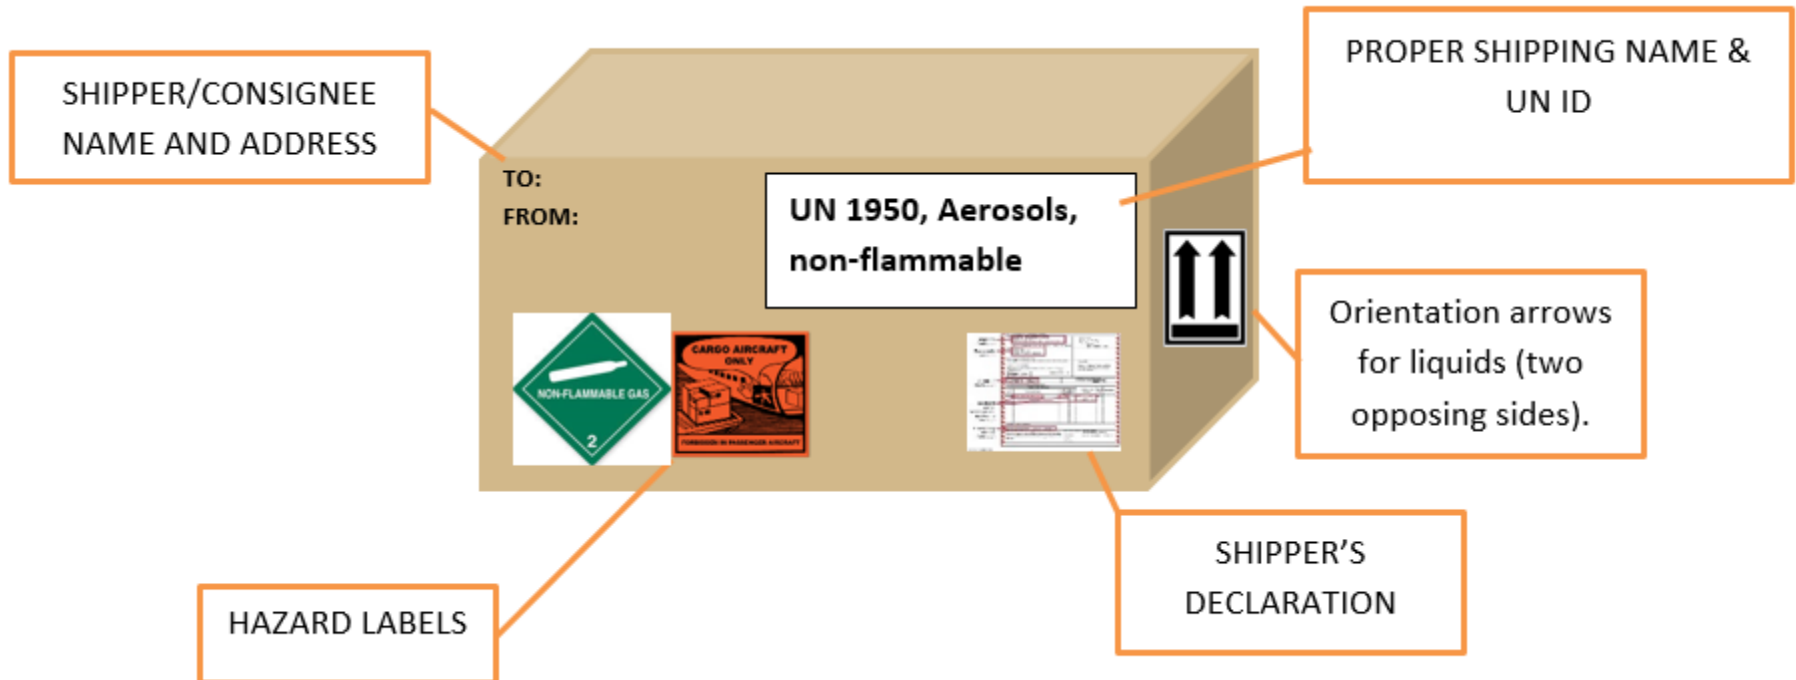 SHIPPER/CONSIGNEE
NAME AND ADDRESS
PROPER SHIPPING NAME &
UN ID
TO:
FROM:
UN 1950, Aerosols,
non-flammable
Orientation arrows
for liquids (two
opposing sides).
NON-FLAMMABLE GAS
2
CARGO AIRCRAFT
ONLY
FORBIDDEN IN PASSENGER AIRCRAFT
SHIPPER’S
DECLARATION
HAZARD LABELS